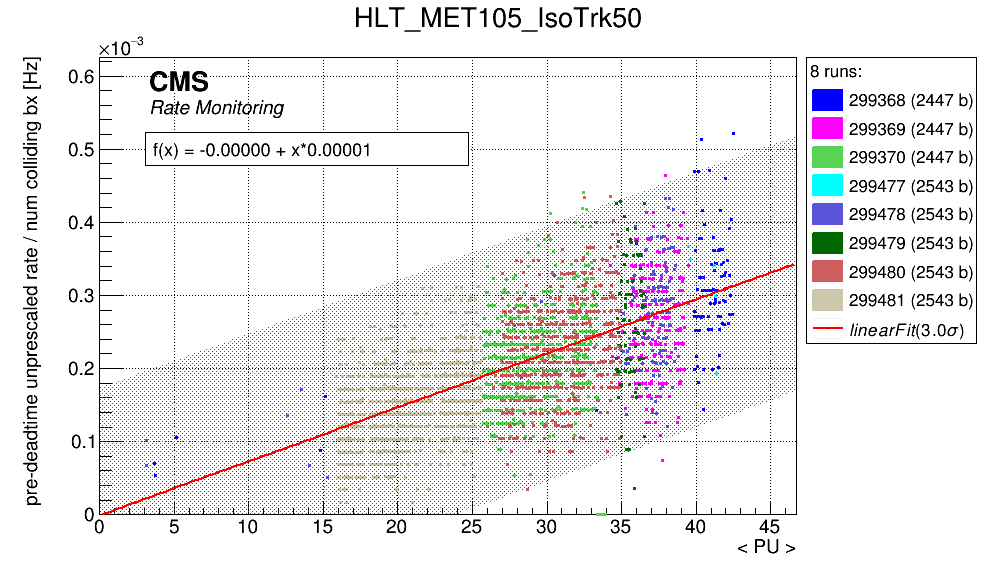 HLT_MET105_IsoTrk50
×10⁻³
pre-deadtime unprescaled rate / num colliding bx [Hz]
CMS
Rate Monitoring
f(x) = -0.00000 + x*0.00001
0.6
0.5
0.4
0.3
0.2
0.1
0
0 5 10 15 20 25 30 35 40 45
< PU >
8 runs:
299368 (2447 b)
299369 (2447 b)
299370 (2447 b)
299477 (2543 b)
299478 (2543 b)
299479 (2543 b)
299480 (2543 b)
299481 (2543 b)
linearFit(3.0σ)